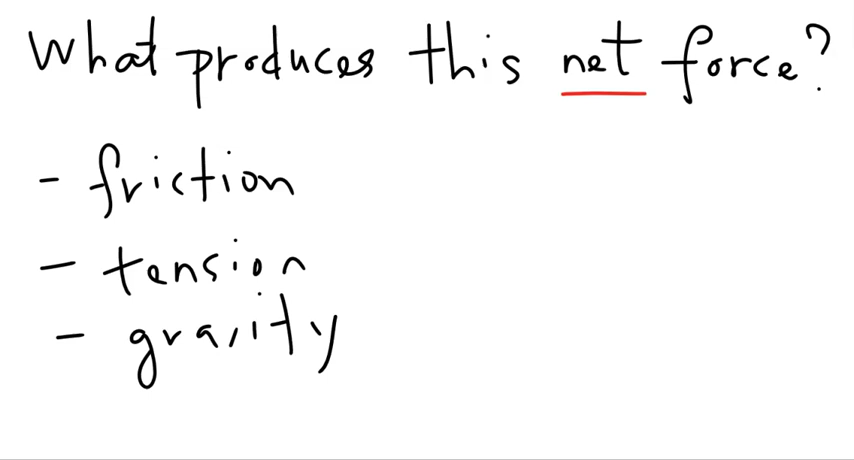 What produces this net force?
- friction
- tension
- gravity